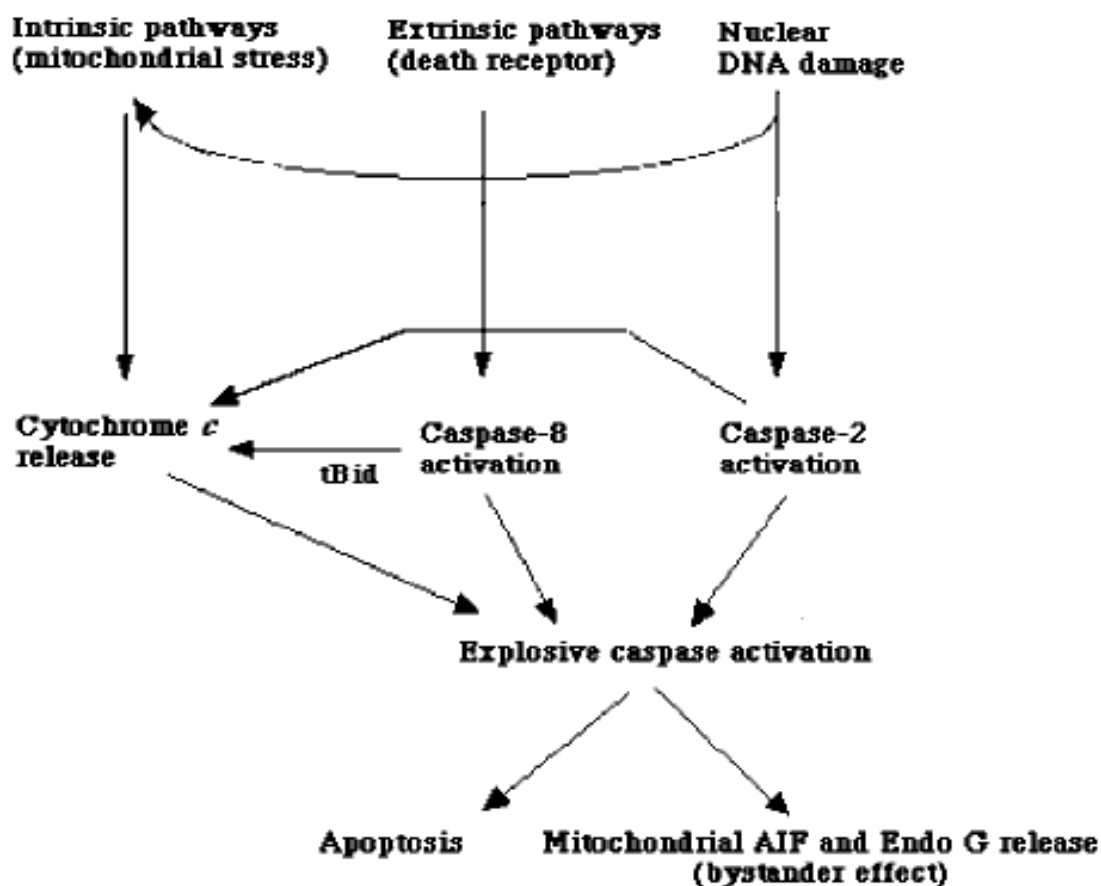 Intrinsic pathways
(mitochondrial stress)
Extrinsic pathways
(death receptor)
Nuclear
DNA damage
Cytochrome c
release
tBid
Caspase-8
activation
Caspase-2
activation
Explosive caspase activation
Apoptosis
Mitochondrial AIF and Endo G release
(bystander effect)